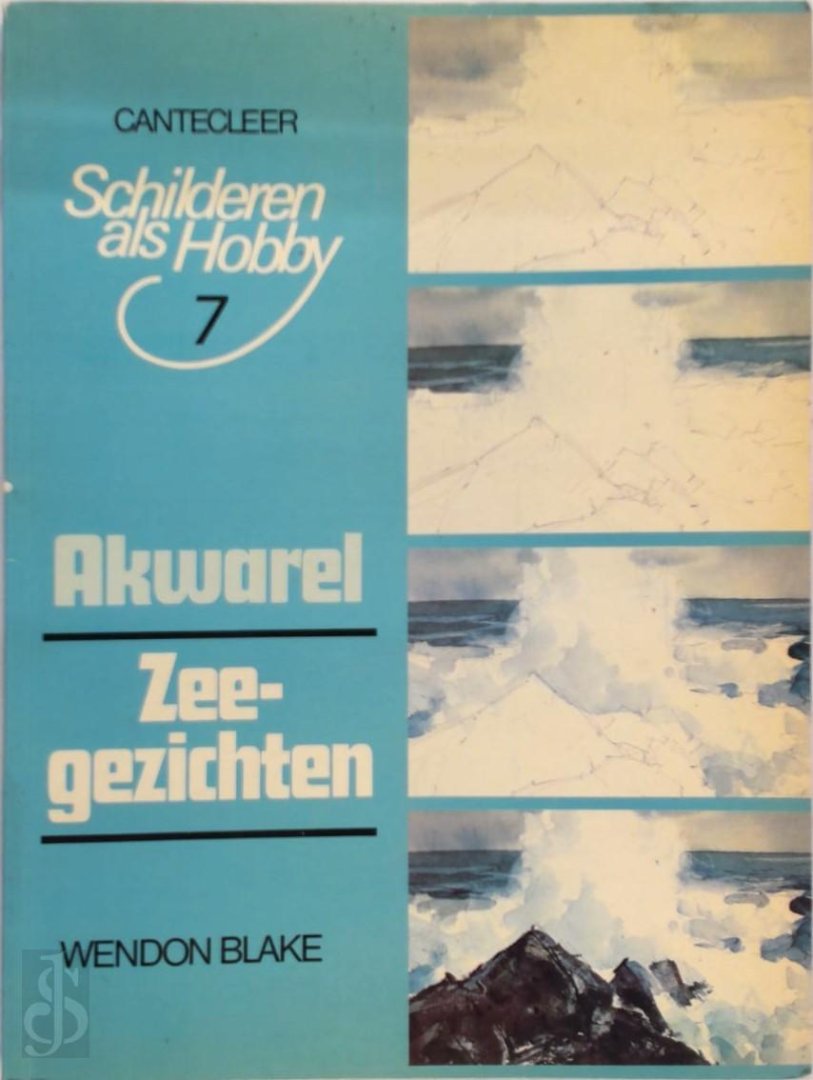 CANTECLEER
Schilderen
als Hobby
7
Akwarel
Zee-
gezichten
WENDON BLAKE